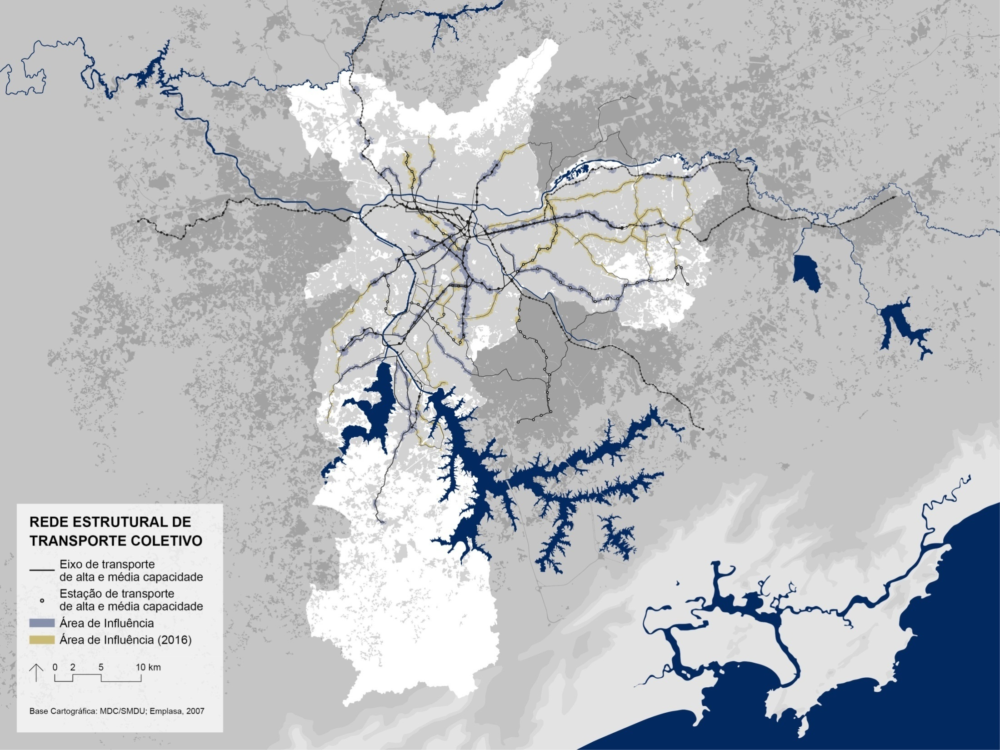 REDE ESTRUTURAL DE
TRANSPORTE COLETIVO
Eixo de transporte
de alta e média capacidade
Estação de transporte
de alta e média capacidade
Área de Influência
Área de Influência (2016)
0 2 5 10 km
Base Cartográfica: MDC/SMDU; Emplasa, 2007